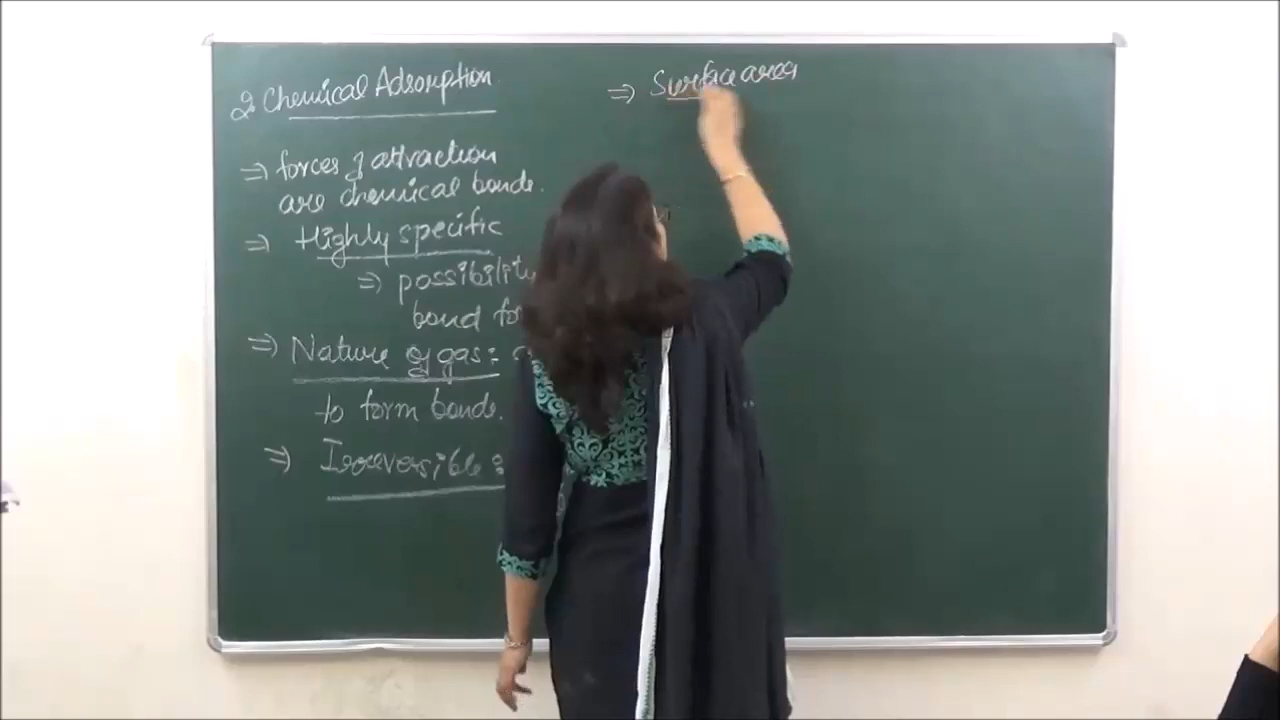 2. Chemical Adsorption
⇒ forces of attraction
are chemical bonds.
⇒ Highly specific
⇒ possibility
bond
⇒ Nature of gas:
to form bonds.
⇒ Irreversible:
⇒ Surface area